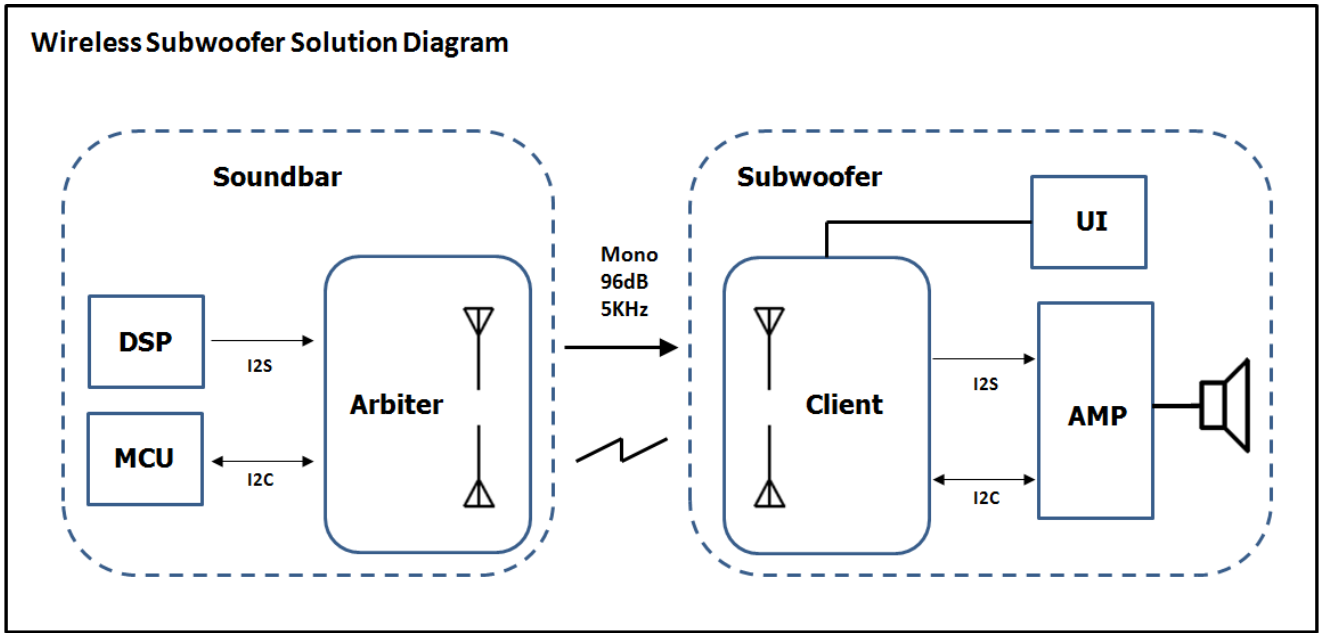 Wireless Subwoofer Solution Diagram
Soundbar
DSP
I2S
MCU
I2C
Arbiter
Mono
96dB
5KHz
Subwoofer
UI
Client
I2S
I2C
AMP